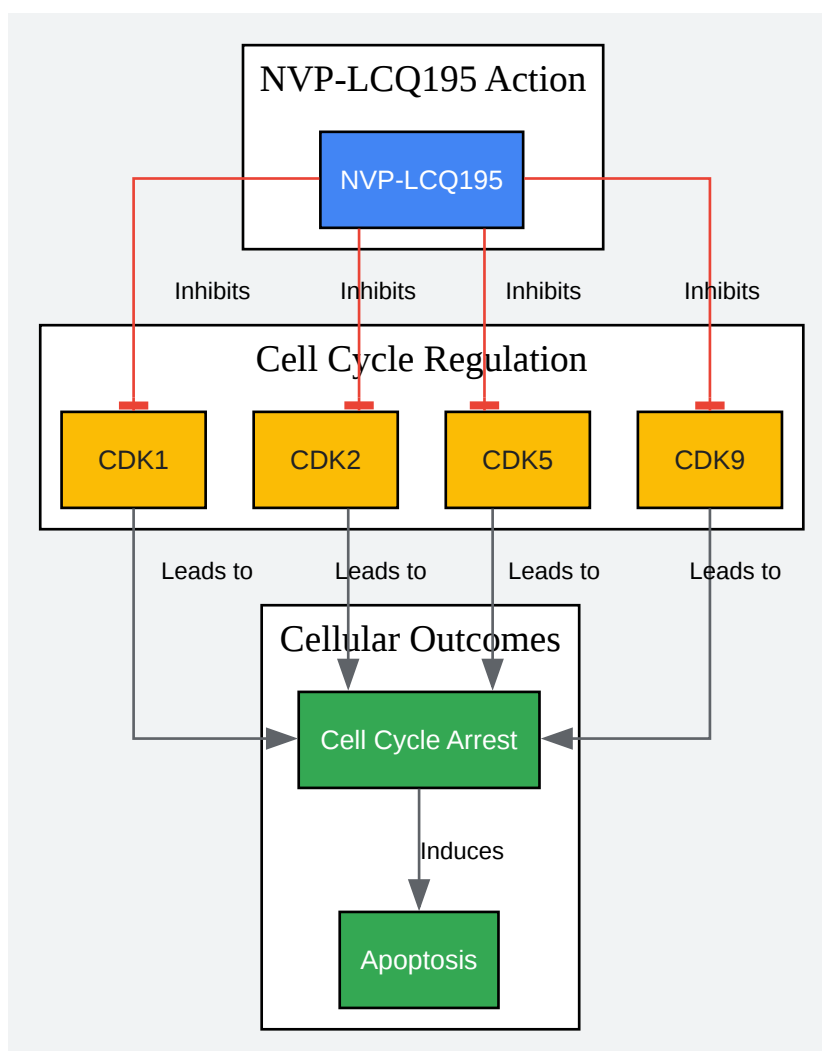 NVP-LCQ195 Action
NVP-LCQ195
Inhibits
Inhibits
Inhibits
Inhibits
Cell Cycle Regulation
CDK1
CDK2
CDK5
CDK9
Leads to
Leads to
Leads to
Leads to
Cellular Outcomes
Cell Cycle Arrest
Induces
Apoptosis